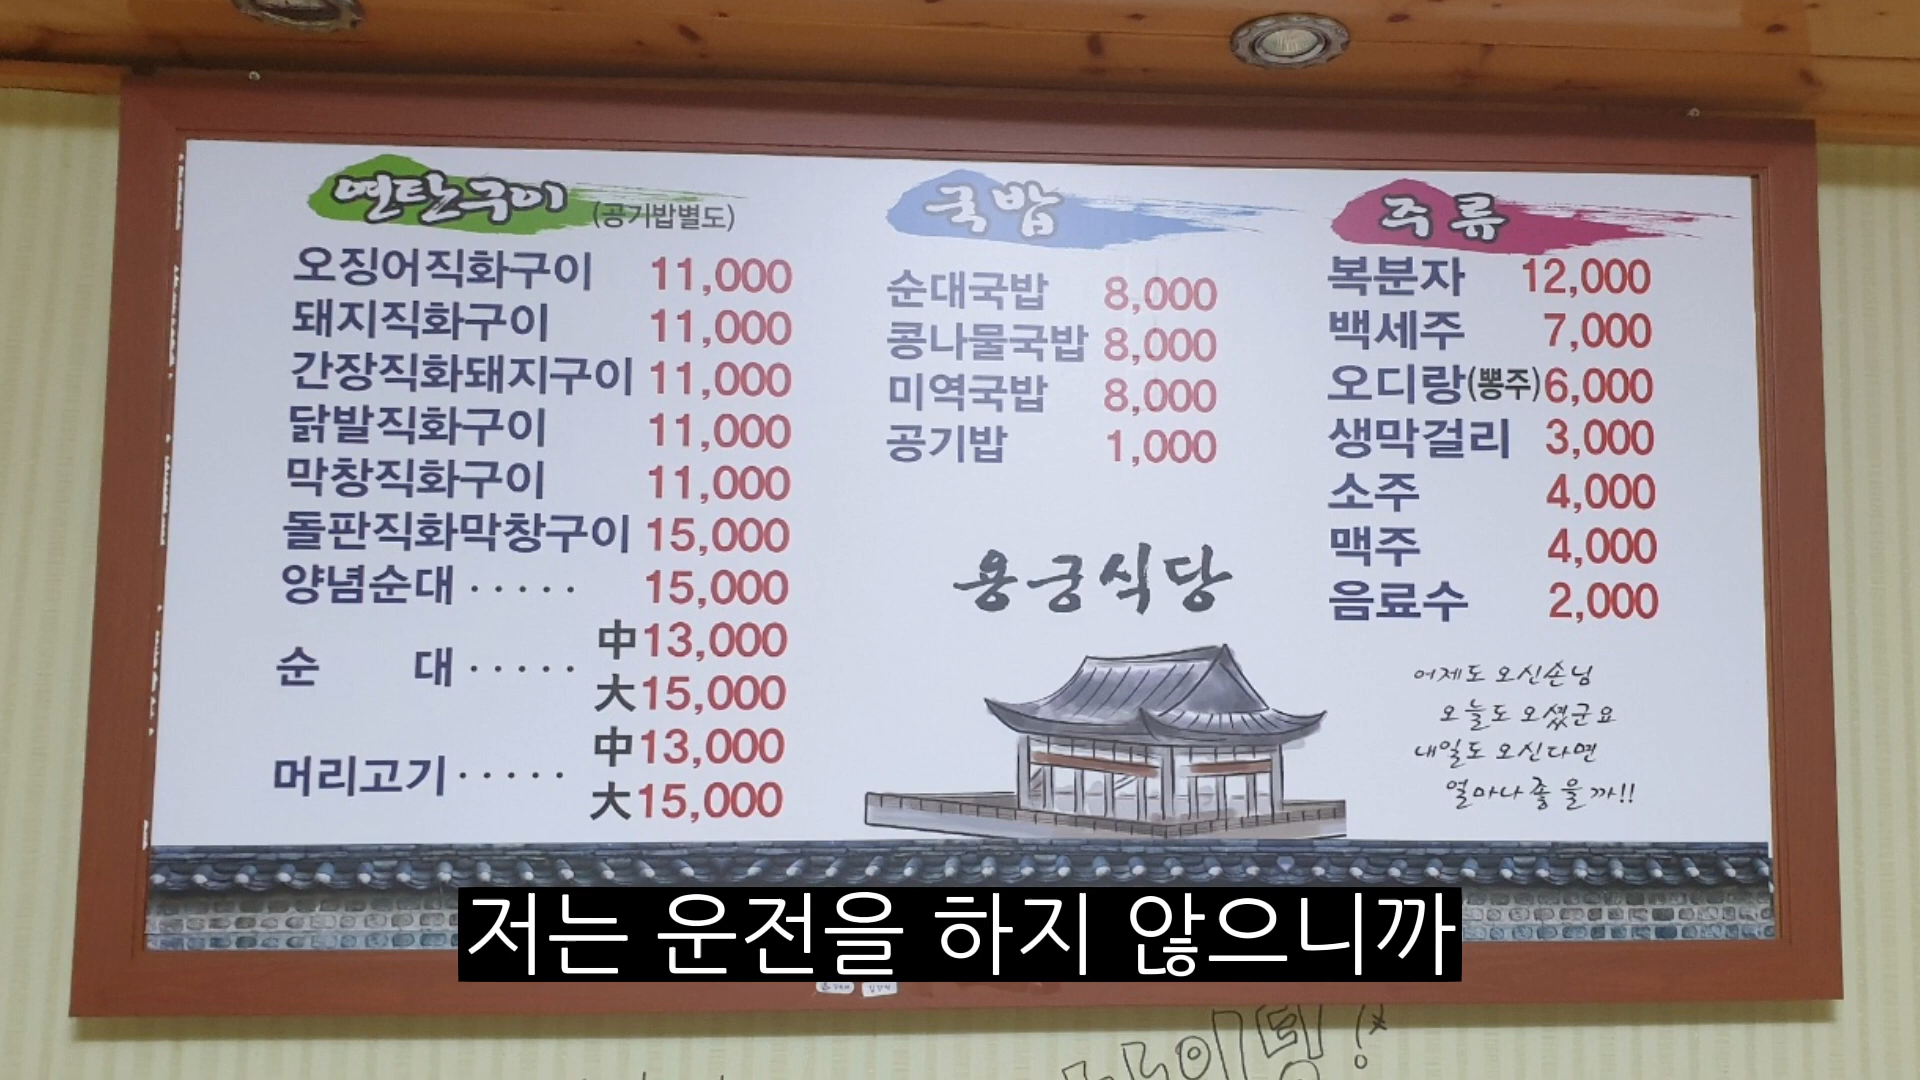 연탄구이 (공기밥별도)
오징어직화구이 11,000
돼지직화구이 11,000
간장직화돼지구이 11,000
닭발직화구이 11,000
막창직화구이 11,000
돌판직화막창구이 15,000
양념순대 ····· 15,000
순 대 ····· 中 13,000
大 15,000
머리고기 ····· 中 13,000
大 15,000
국밥
순대국밥 8,000
콩나물국밥 8,000
미역국밥 8,000
공기밥 1,000
용궁식당
주류
복분자 12,000
백세주 7,000
오디랑(뽕주) 6,000
생막걸리 3,000
소주 4,000
맥주 4,000
음료수 2,000
어제도 오신손님
오늘도 오셨군요
내일도 오신다면
얼마나 좋을까!!
저는 운전을 하지 않으니까